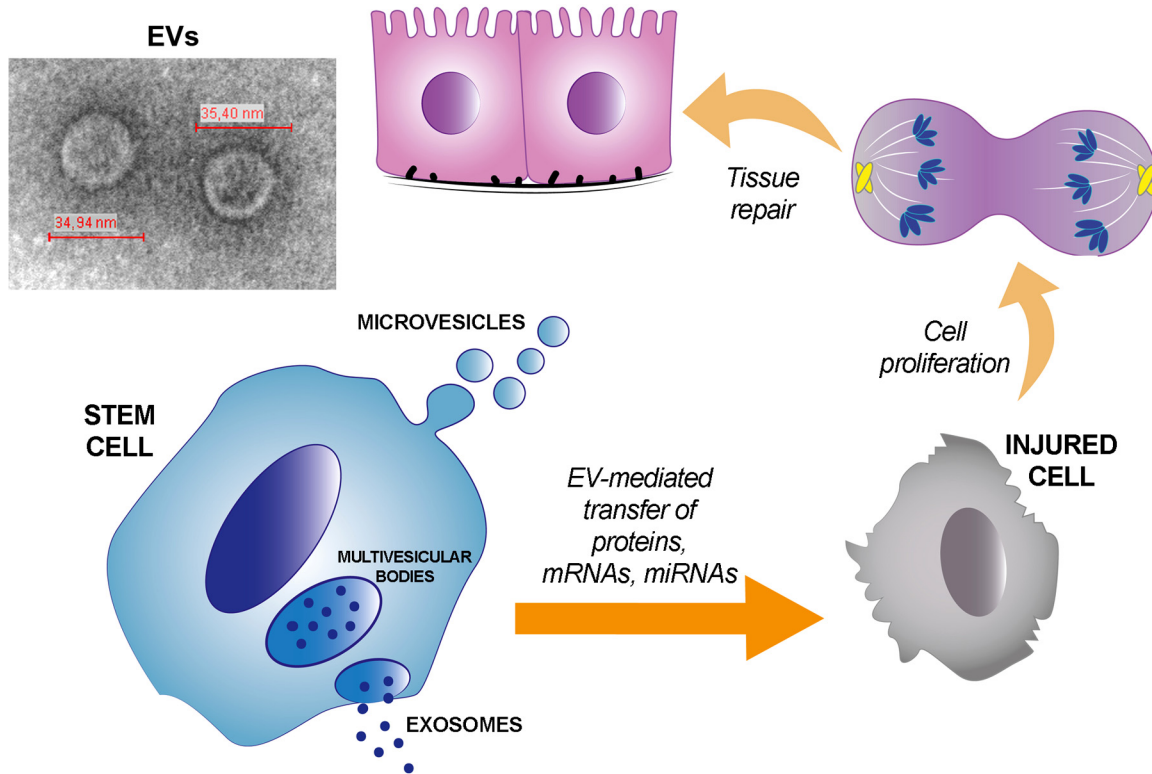 EVs
35,40 nm
34,94 nm
Tissue
repair
MICROVESICLES
Cell
proliferation
STEM
CELL
INJURED
CELL
EV-mediated
transfer of
proteins,
mRNAs, miRNAs
MULTIVESICULAR
BODIES
EXOSOMES